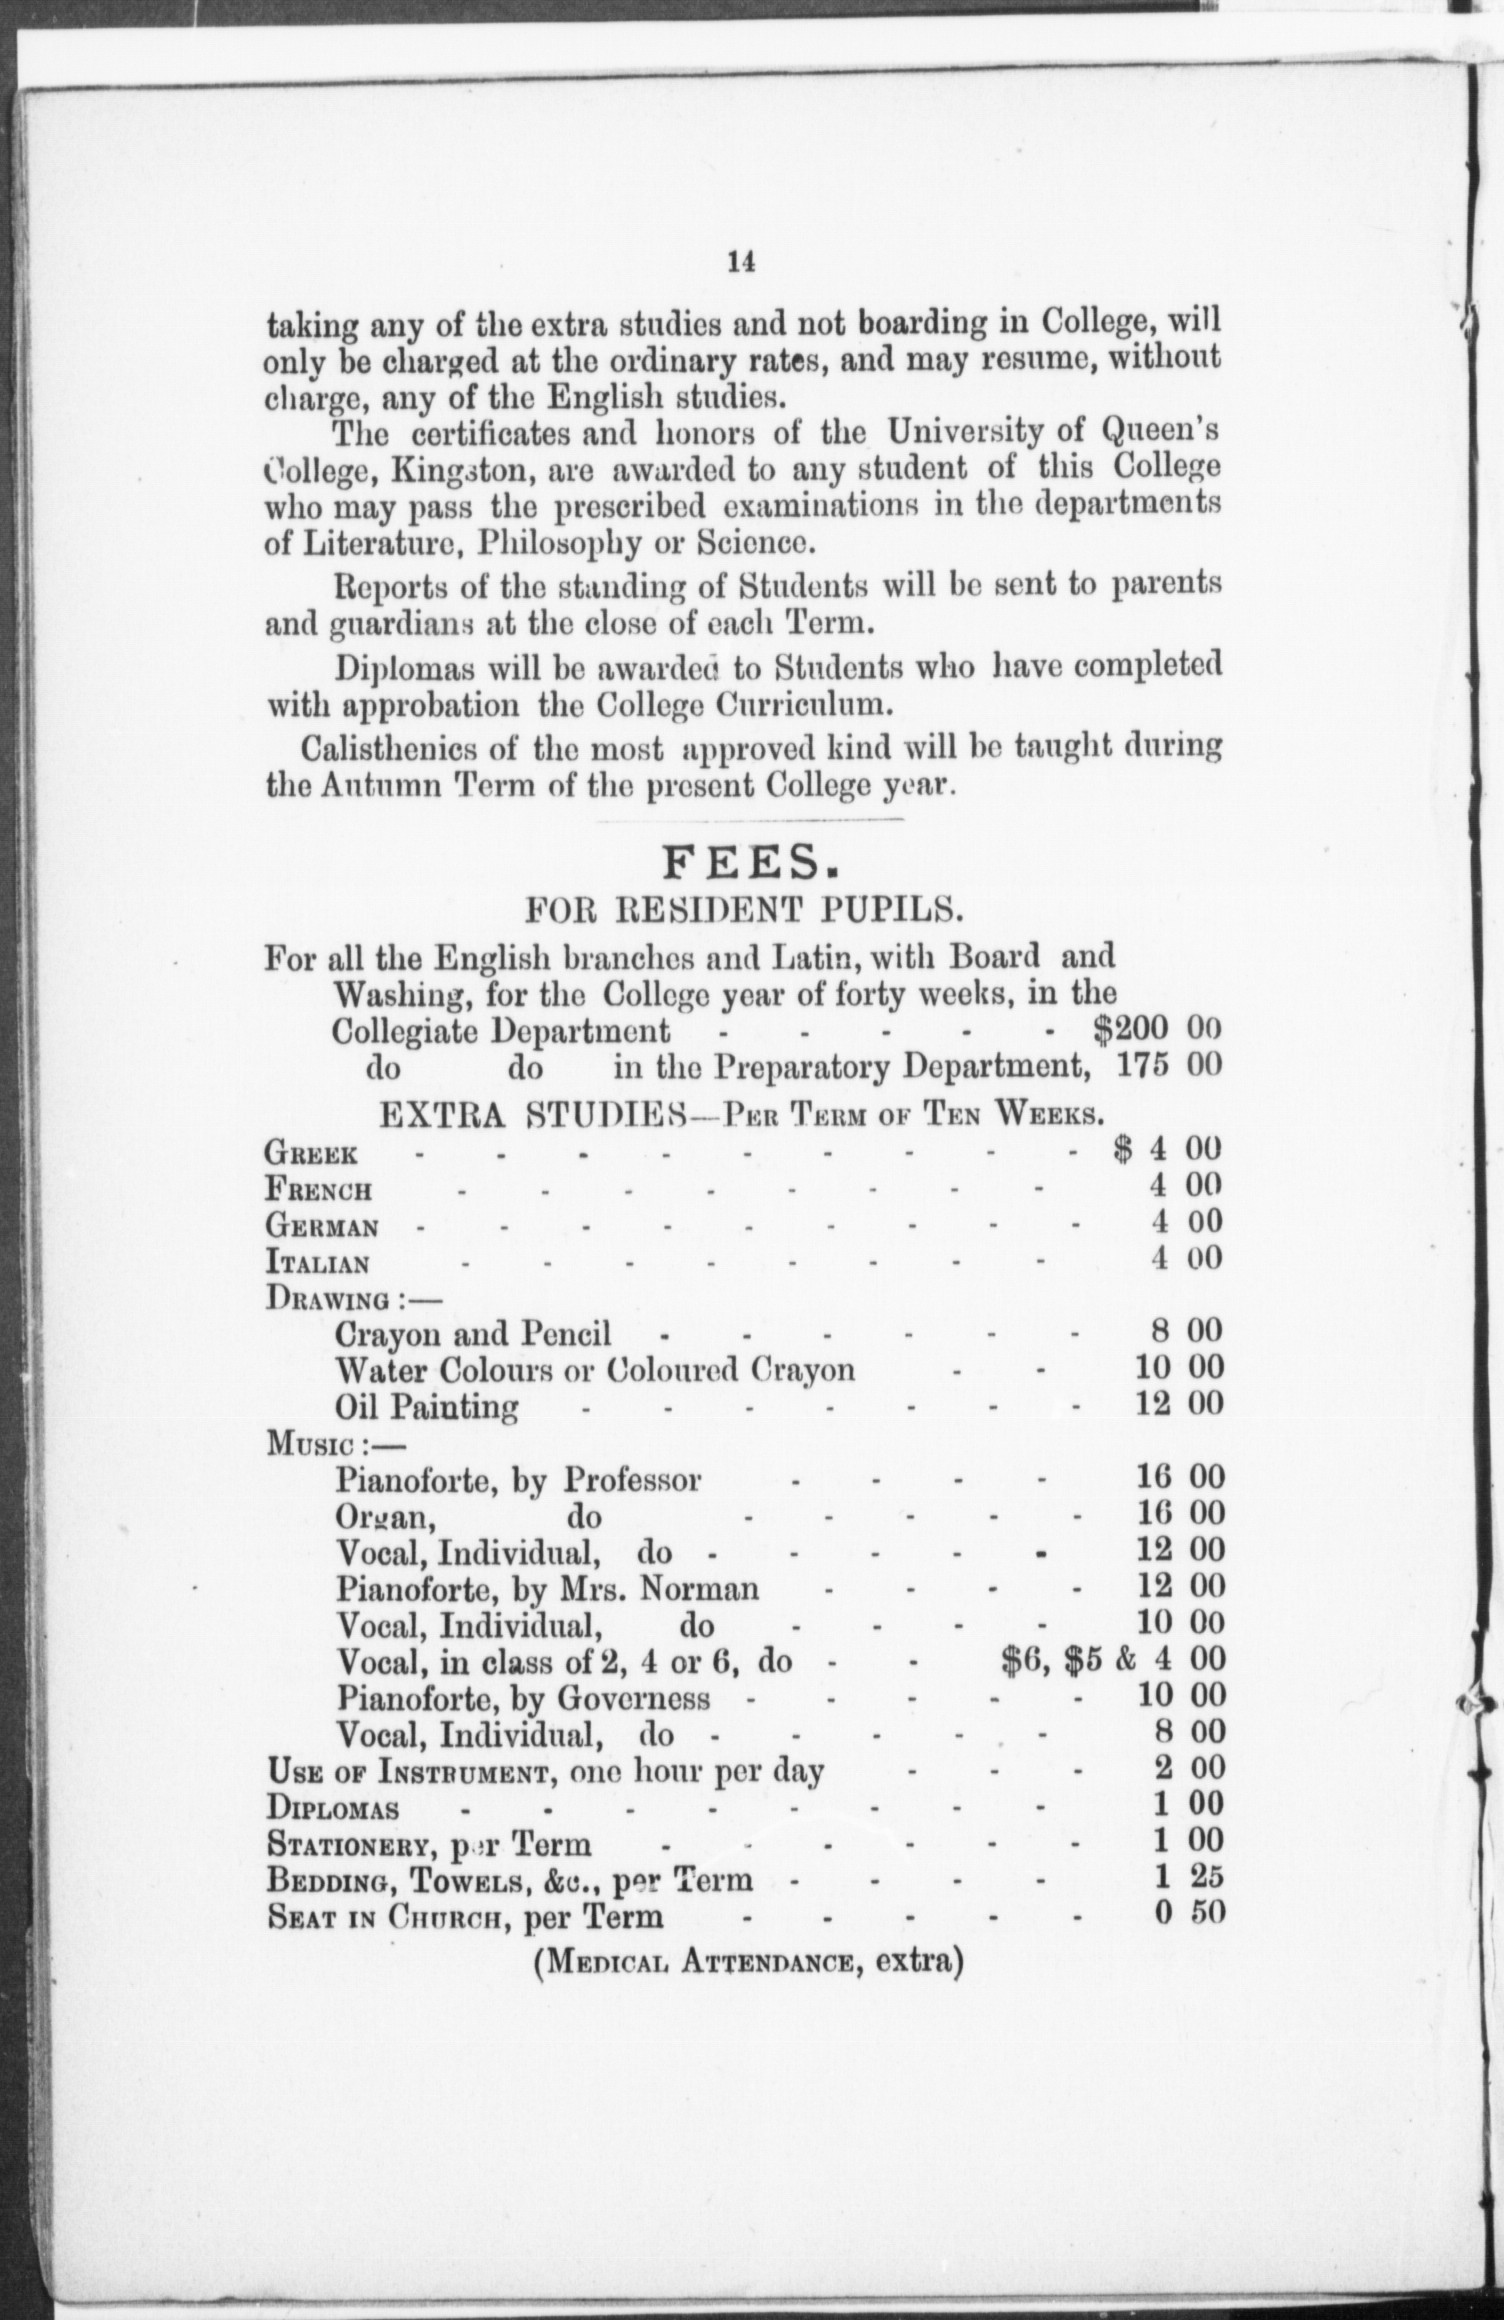 14
taking any of the extra studies and not boarding in College, will
only be charged at the ordinary rates, and may resume, without
charge, any of the English studies.
The certificates and honors of the University of Queen's
College, Kingston, are awarded to any student of this College
who may pass the prescribed examinations in the departments
of Literature, Philosophy or Science.
Reports of the standing of Students will be sent to parents
and guardians at the close of each Term.
Diplomas will be awarded to Students who have completed
with approbation the College Curriculum.
Calisthenics of the most approved kind will be taught during
the Autumn Term of the present College year.
FEES.
FOR RESIDENT PUPILS.
For all the English branches and Latin, with Board and
Washing, for the College year of forty weeks, in the
Collegiate Department - - - - - $200 00
do do in the Preparatory Department, 175 00
EXTRA STUDIES—PER TERM OF TEN WEEKS.
GREEK - - - - - - - - - $ 4 00
FRENCH - - - - - - - - 4 00
GERMAN - - - - - - - - - 4 00
ITALIAN - - - - - - - - 4 00
DRAWING :—
Crayon and Pencil - - - - - - 8 00
Water Colours or Coloured Crayon - - 10 00
Oil Painting - - - - - - - 12 00
MUSIC :—
Pianoforte, by Professor - - - - 16 00
Organ, do - - - - - 16 00
Vocal, Individual, do - - - - - 12 00
Pianoforte, by Mrs. Norman - - - - 12 00
Vocal, Individual, do - - - - 10 00
Vocal, in class of 2, 4 or 6, do - - $6, $5 & 4 00
Pianoforte, by Governess - - - - - 10 00
Vocal, Individual, do - - - - - 8 00
USE OF INSTRUMENT, one hour per day - - - 2 00
DIPLOMAS - - - - - - - - 1 00
STATIONERY, per Term - - - - - - 1 00
BEDDING, TOWELS, &c., per Term - - - - 1 25
SEAT IN CHURCH, per Term - - - - - 0 50
(MEDICAL ATTENDANCE, extra)